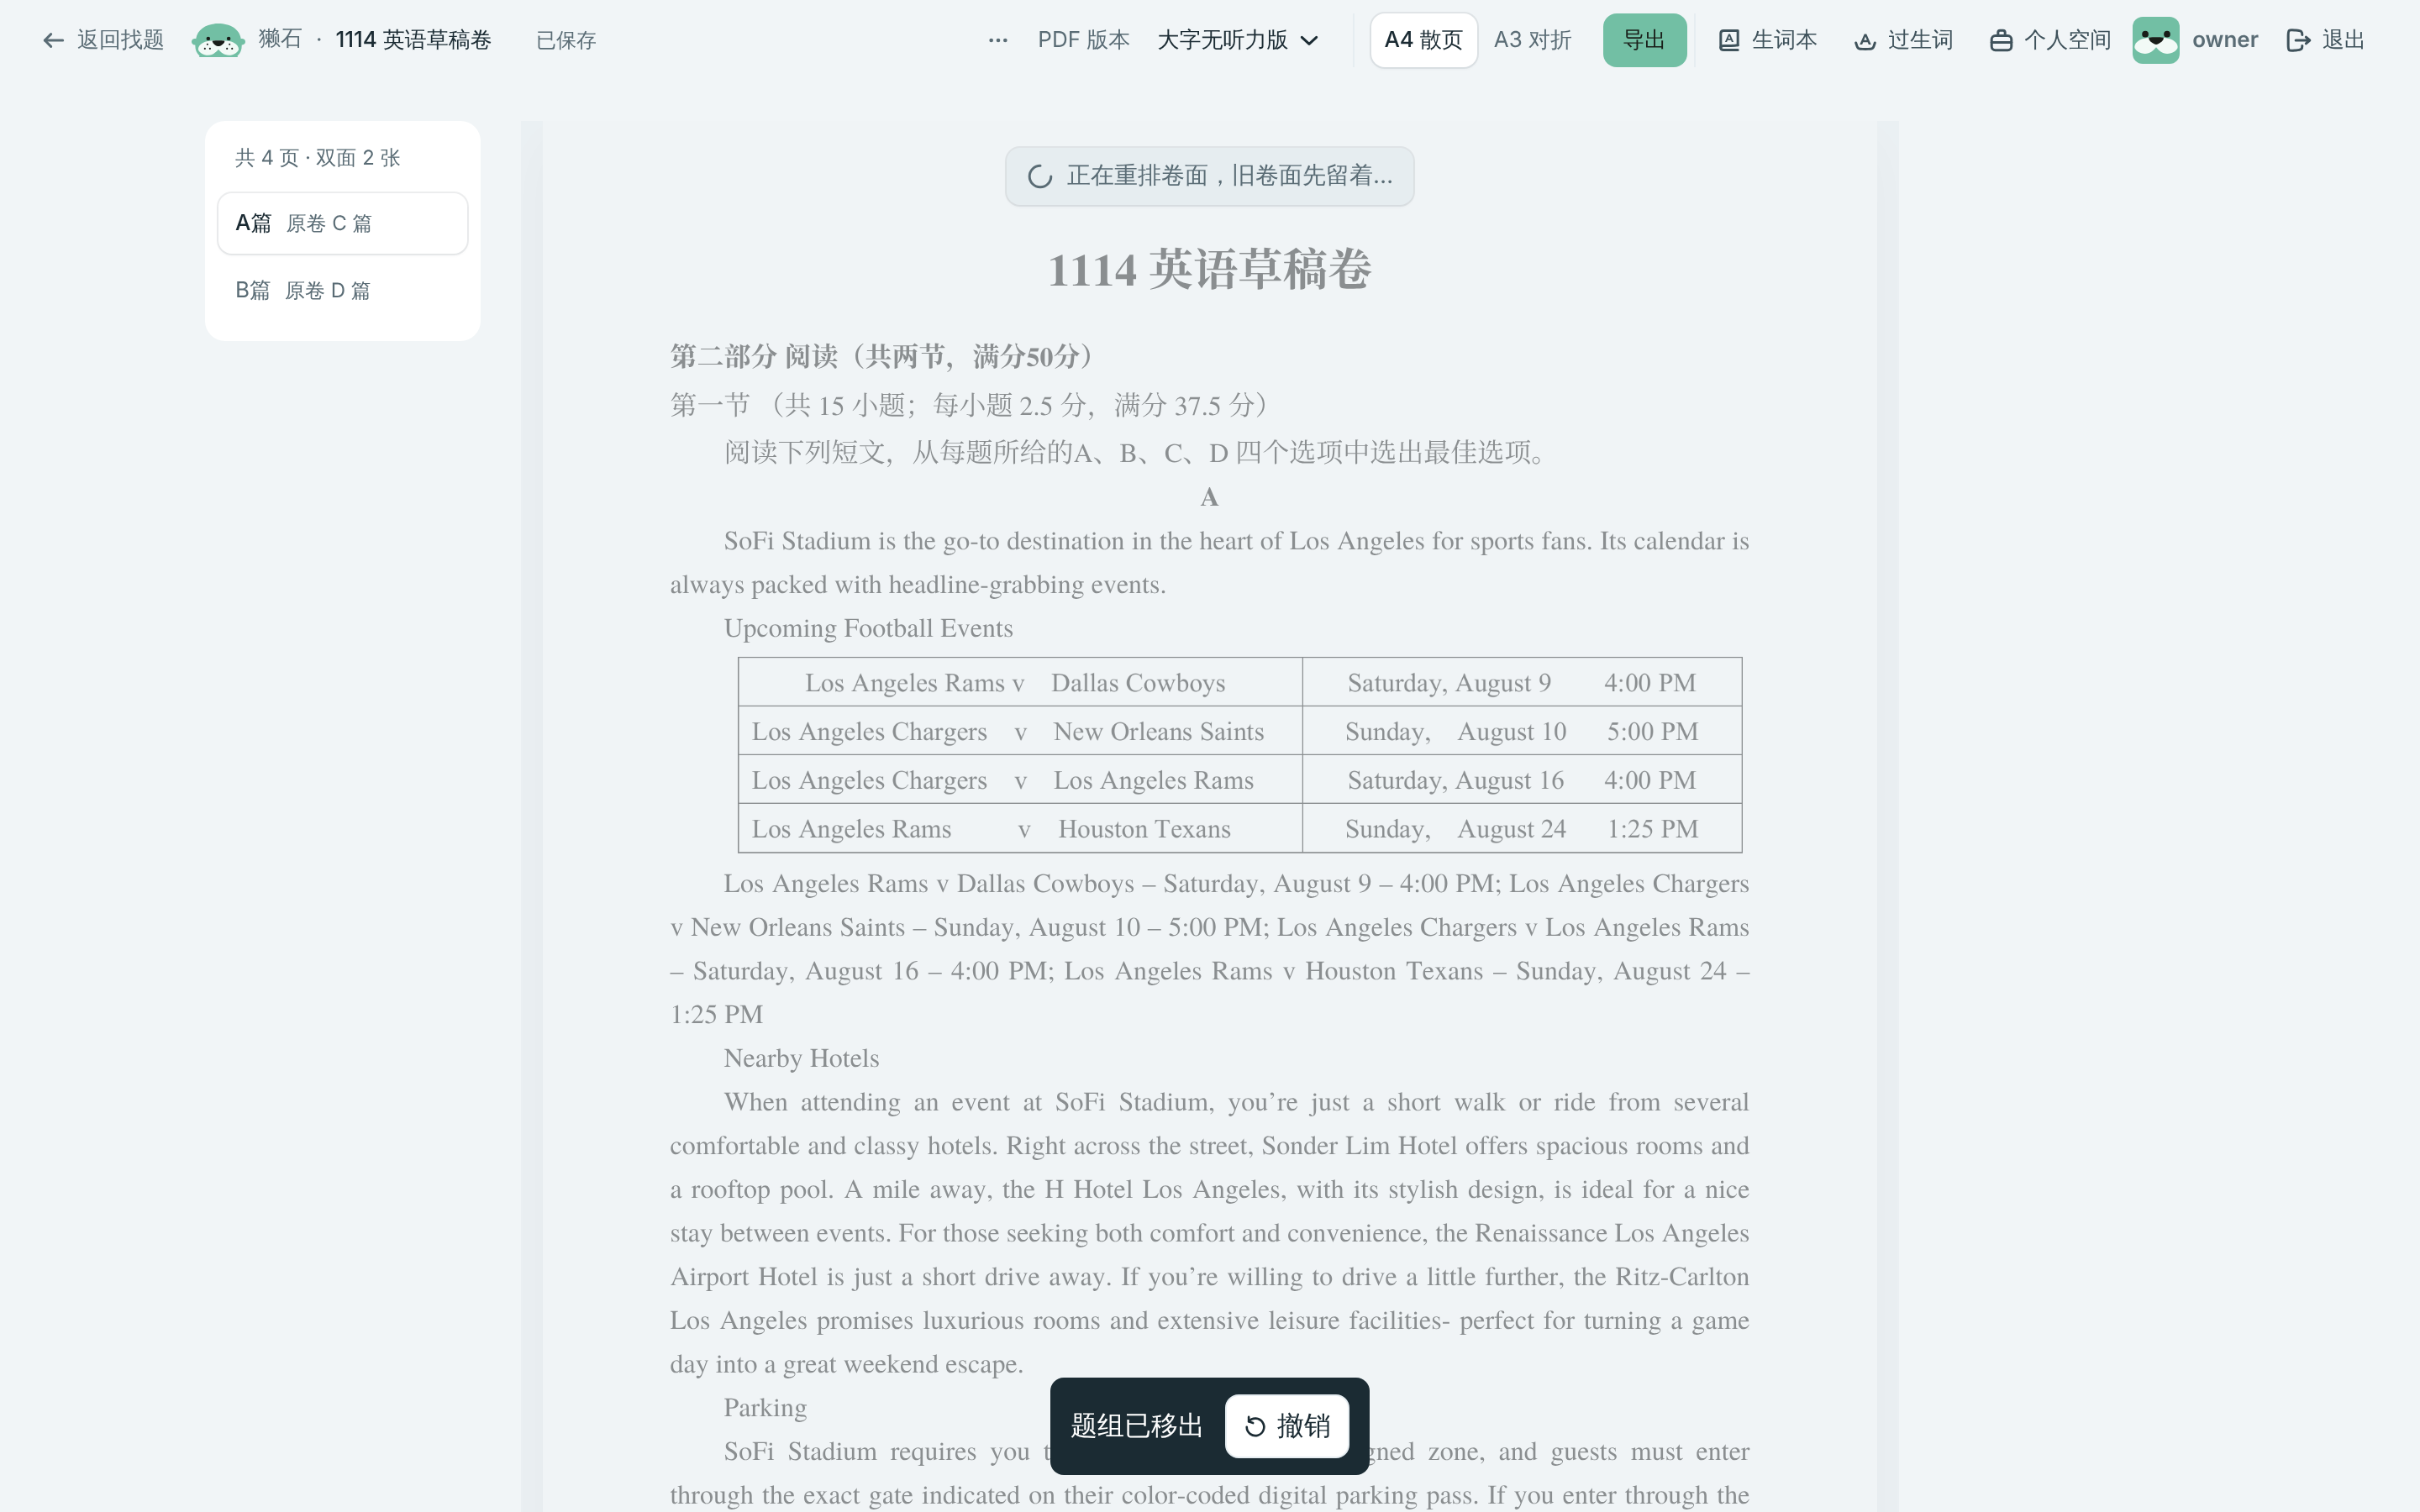 返回找题 獭石 · 1114 英语草稿卷 已保存 ··· PDF 版本 大字无听力版 A4 散页 A3 对折 导出 生词本 过生词 个人空间 owner 退出
共 4 页 · 双面 2 张
A篇 原卷 C 篇
B篇 原卷 D 篇
正在重排卷面，旧卷面先留着...
1114 英语草稿卷
第二部分 阅读（共两节，满分50分）
第一节 （共 15 小题；每小题 2.5 分，满分 37.5 分）
阅读下列短文，从每题所给的A、B、C、D 四个选项中选出最佳选项。
A
SoFi Stadium is the go-to destination in the heart of Los Angeles for sports fans. Its calendar is
always packed with headline-grabbing events.
Upcoming Football Events
Los Angeles Rams v Dallas Cowboys Saturday, August 9 4:00 PM
Los Angeles Chargers v New Orleans Saints Sunday, August 10 5:00 PM
Los Angeles Chargers v Los Angeles Rams Saturday, August 16 4:00 PM
Los Angeles Rams v Houston Texans Sunday, August 24 1:25 PM
Los Angeles Rams v Dallas Cowboys – Saturday, August 9 – 4:00 PM; Los Angeles Chargers
v New Orleans Saints – Sunday, August 10 – 5:00 PM; Los Angeles Chargers v Los Angeles Rams
– Saturday, August 16 – 4:00 PM; Los Angeles Rams v Houston Texans – Sunday, August 24 –
1:25 PM
Nearby Hotels
When attending an event at SoFi Stadium, you’re just a short walk or ride from several
comfortable and classy hotels. Right across the street, Sonder Lim Hotel offers spacious rooms and
a rooftop pool. A mile away, the H Hotel Los Angeles, with its stylish design, is ideal for a nice
stay between events. For those seeking both comfort and convenience, the Renaissance Los Angeles
Airport Hotel is just a short drive away. If you’re willing to drive a little further, the Ritz-Carlton
Los Angeles promises luxurious rooms and extensive leisure facilities- perfect for turning a game
day into a great weekend escape.
Parking
题组已移出 撤销
SoFi Stadium requires you zone, and guests must enter
through the exact gate indicated on their color-coded digital parking pass. If you enter through the